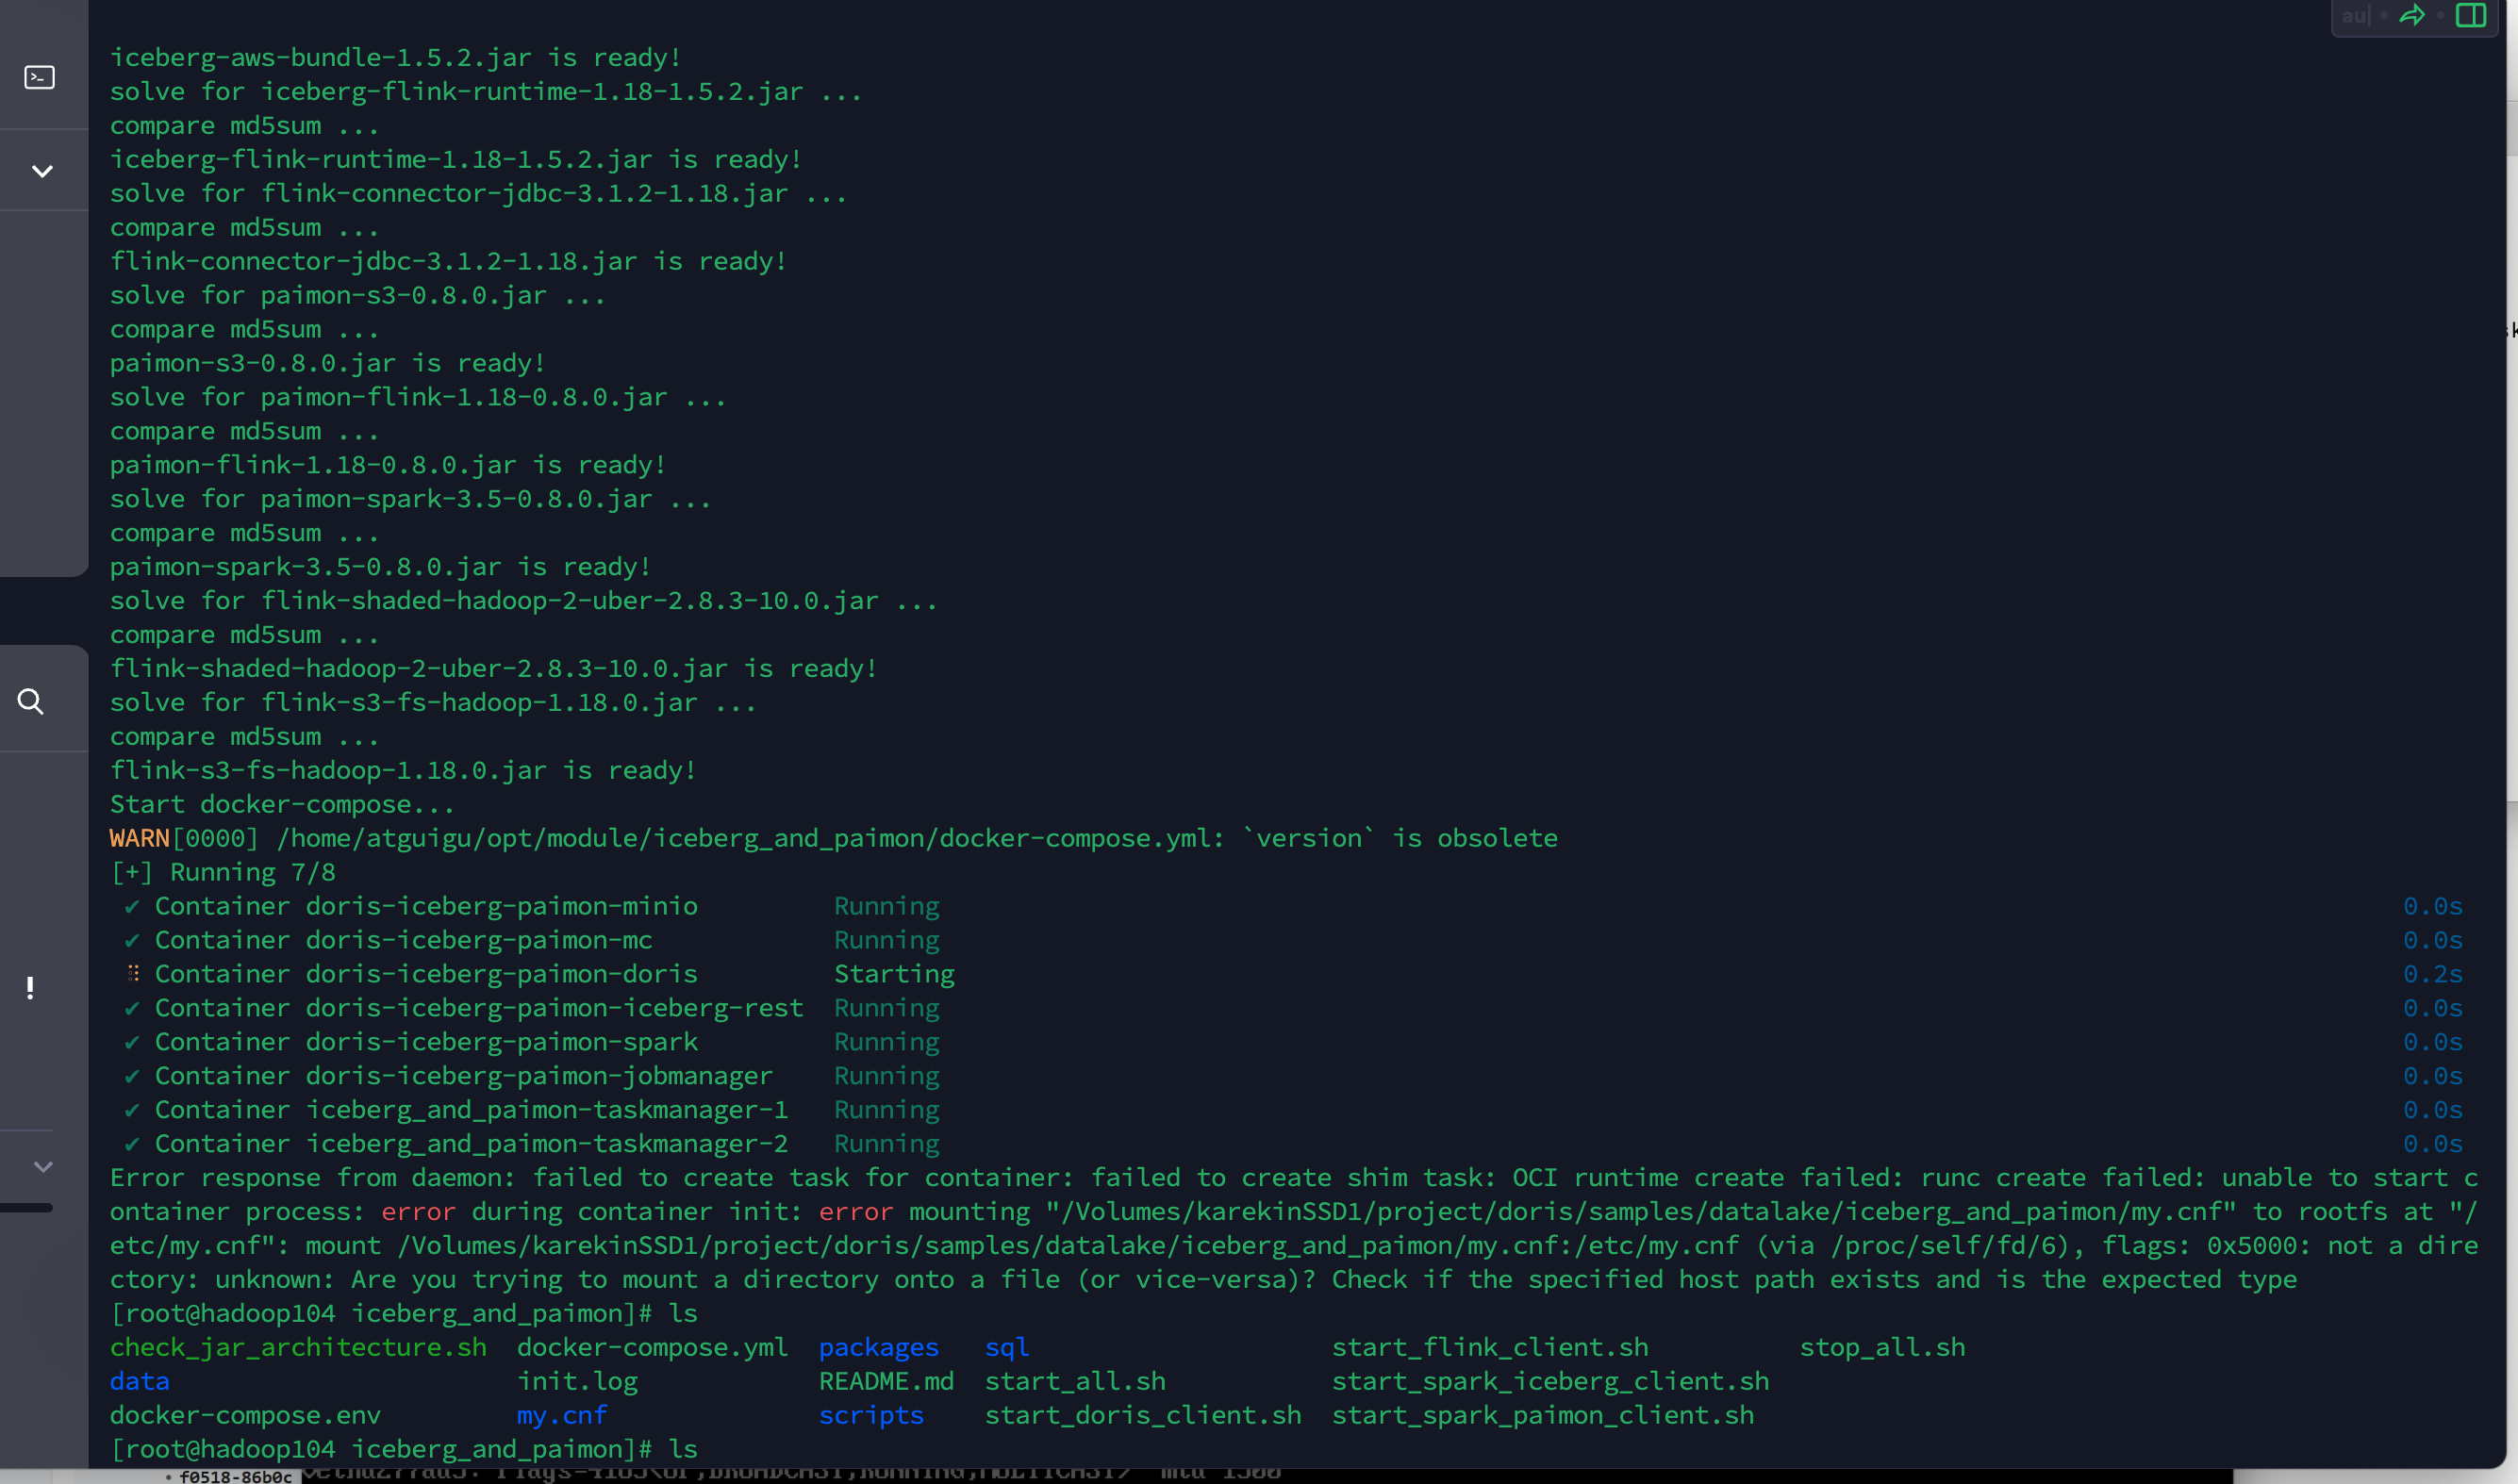 au
iceberg-aws-bundle-1.5.2.jar is ready!
solve for iceberg-flink-runtime-1.18-1.5.2.jar ...
compare md5sum ...
iceberg-flink-runtime-1.18-1.5.2.jar is ready!
solve for flink-connector-jdbc-3.1.2-1.18.jar ...
compare md5sum ...
flink-connector-jdbc-3.1.2-1.18.jar is ready!
solve for paimon-s3-0.8.0.jar ...
compare md5sum ...
paimon-s3-0.8.0.jar is ready!
solve for paimon-flink-1.18-0.8.0.jar ...
compare md5sum ...
paimon-flink-1.18-0.8.0.jar is ready!
solve for paimon-spark-3.5-0.8.0.jar ...
compare md5sum ...
paimon-spark-3.5-0.8.0.jar is ready!
solve for flink-shaded-hadoop-2-uber-2.8.3-10.0.jar ...
compare md5sum ...
flink-shaded-hadoop-2-uber-2.8.3-10.0.jar is ready!
solve for flink-s3-fs-hadoop-1.18.0.jar ...
compare md5sum ...
flink-s3-fs-hadoop-1.18.0.jar is ready!
Start docker-compose...
WARN[0000] /home/atguigu/opt/module/iceberg_and_paimon/docker-compose.yml: `version` is obsolete
[+] Running 7/8
✔ Container doris-iceberg-paimon-minio Running 0.0s
✔ Container doris-iceberg-paimon-mc Running 0.0s
⠿ Container doris-iceberg-paimon-doris Starting 0.2s
✔ Container doris-iceberg-paimon-iceberg-rest Running 0.0s
✔ Container doris-iceberg-paimon-spark Running 0.0s
✔ Container doris-iceberg-paimon-jobmanager Running 0.0s
✔ Container iceberg_and_paimon-taskmanager-1 Running 0.0s
✔ Container iceberg_and_paimon-taskmanager-2 Running 0.0s
Error response from daemon: failed to create task for container: failed to create shim task: OCI runtime create failed: runc create failed: unable to start c
ontainer process: error during container init: error mounting "/Volumes/karekinSSD1/project/doris/samples/datalake/iceberg_and_paimon/my.cnf" to rootfs at "/
etc/my.cnf": mount /Volumes/karekinSSD1/project/doris/samples/datalake/iceberg_and_paimon/my.cnf:/etc/my.cnf (via /proc/self/fd/6), flags: 0x5000: not a dire
ctory: unknown: Are you trying to mount a directory onto a file (or vice-versa)? Check if the specified host path exists and is the expected type
[root@hadoop104 iceberg_and_paimon]# ls
check_jar_architecture.sh docker-compose.yml packages sql start_flink_client.sh stop_all.sh
data init.log README.md start_all.sh start_spark_iceberg_client.sh
docker-compose.env my.cnf scripts start_doris_client.sh start_spark_paimon_client.sh
[root@hadoop104 iceberg_and_paimon]# ls
f0518-86b0c